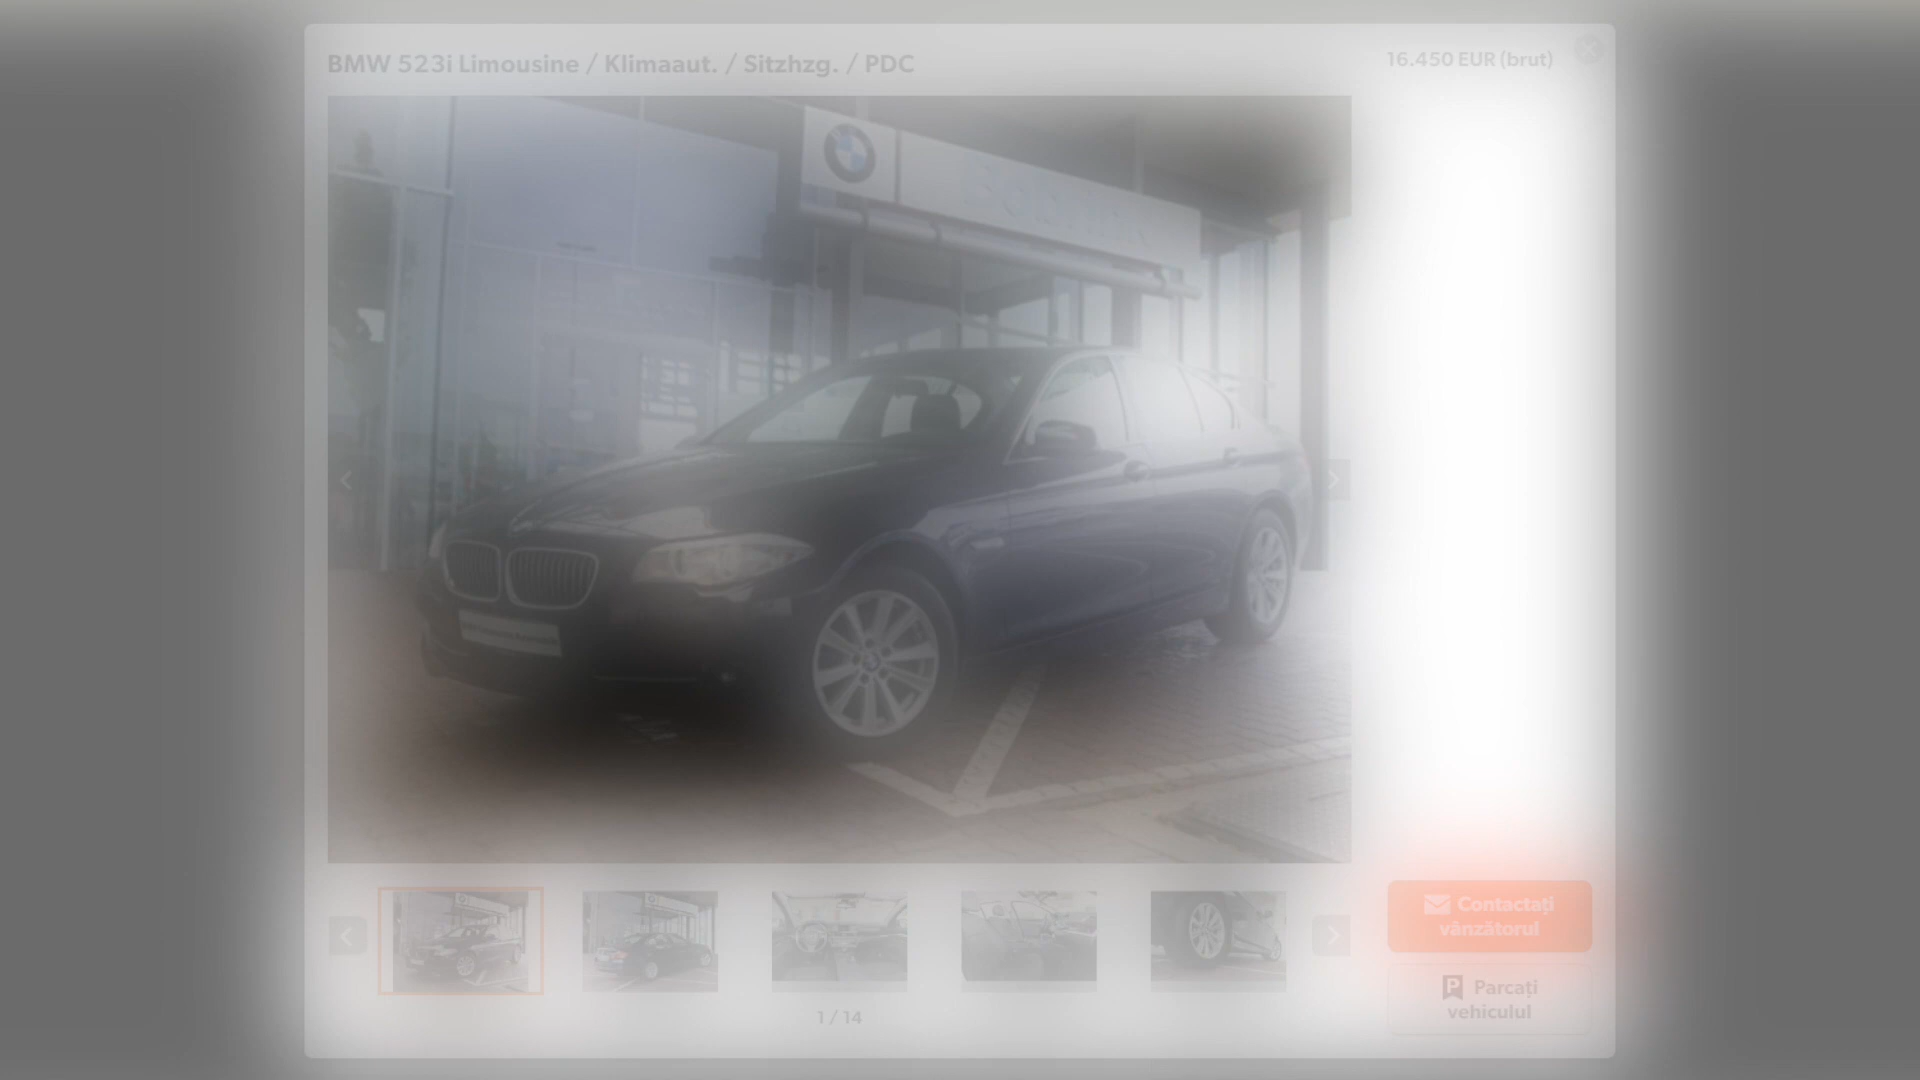 BMW 523i Limousine / Klimaaut. / Sitzhzg. / PDC
16.450 EUR (brut)
1 / 14
Contactați
vânzătorul
Parcați
vehiculul